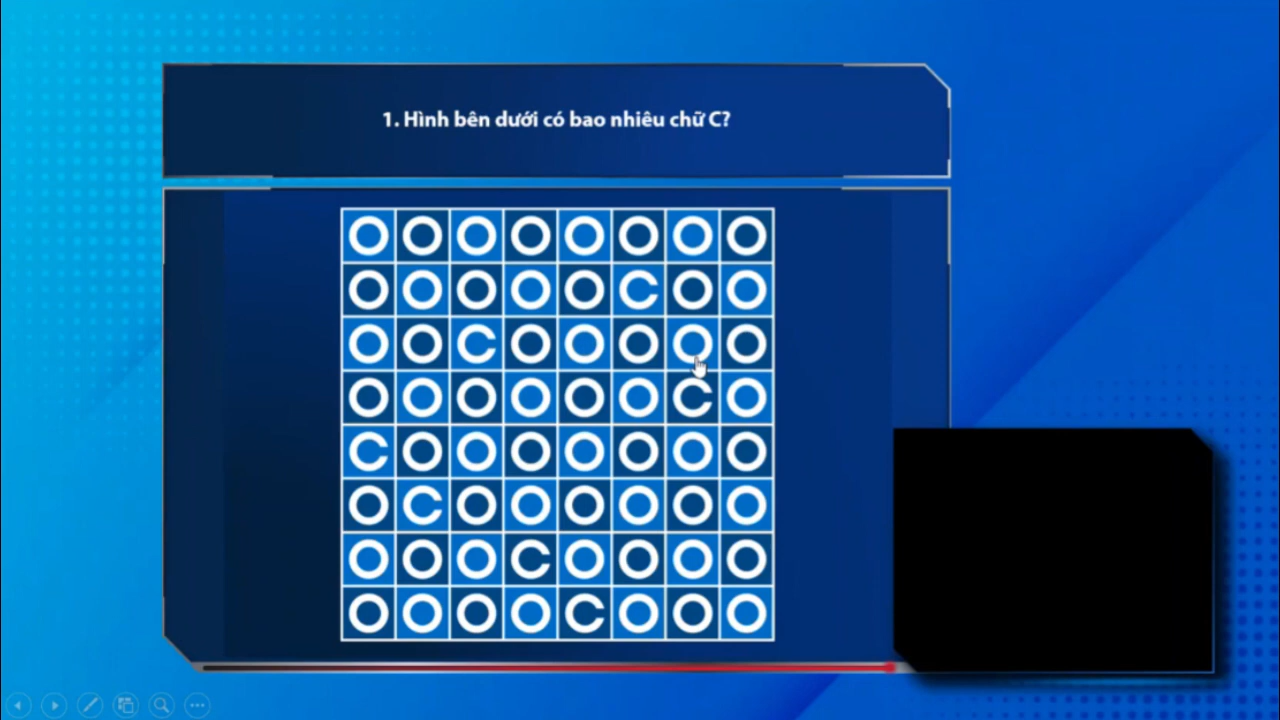 1. Hình bên dưới có bao nhiêu chữ C?
O O O O O O O O
O O O O O C O O
O O C O O O O O
O O O O O O C O
C O O O O O O O
O C O O O O O O
O O O C O O O O
O O O O C O O O